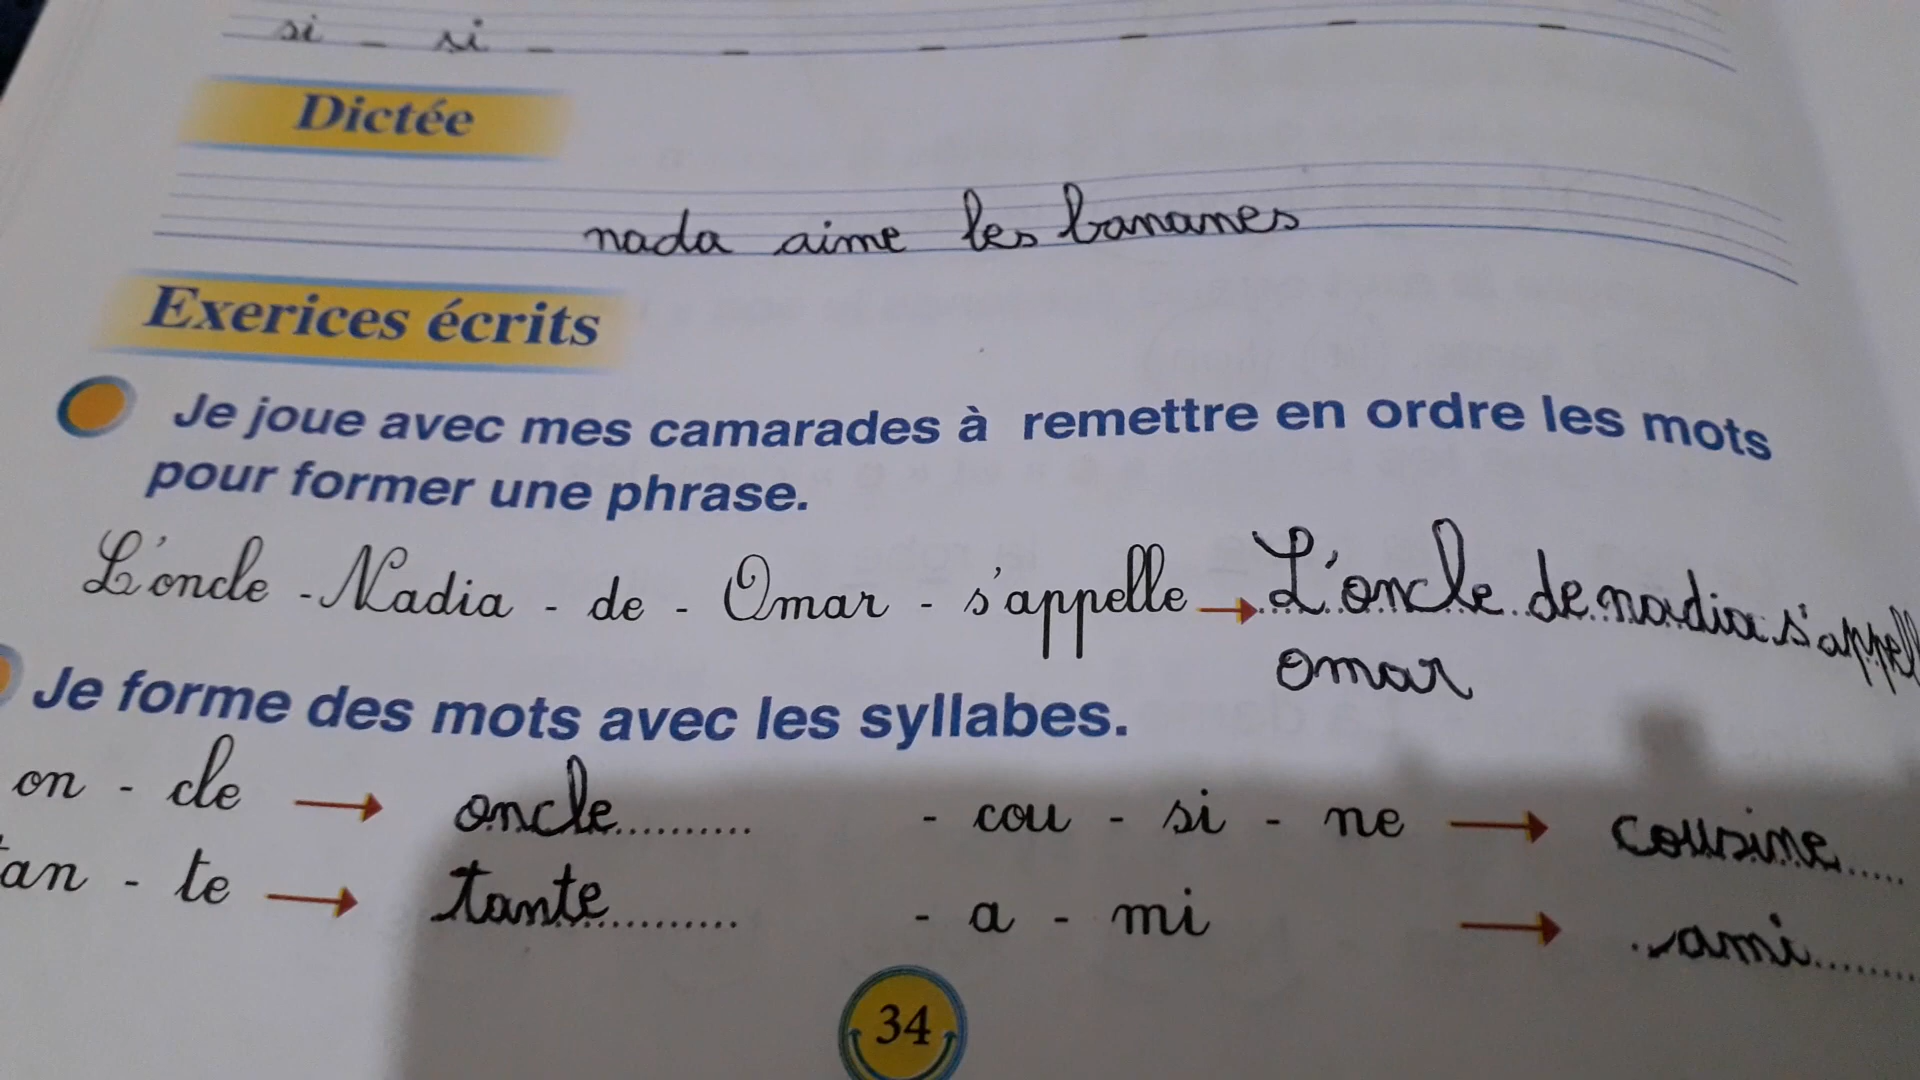 si - si - - - - - -
Dictée
nada aime les bananes
Exerices écrits
Je joue avec mes camarades à remettre en ordre les mots
pour former une phrase.
L'oncle - Nadia - de - Omar - s'appelle → L'oncle de nadia s'appell
omar
Je forme des mots avec les syllabes.
on - cle → oncle.......... - cou - si - ne → cousine.....
tan - te → tante.......... - a - mi → ami........
34